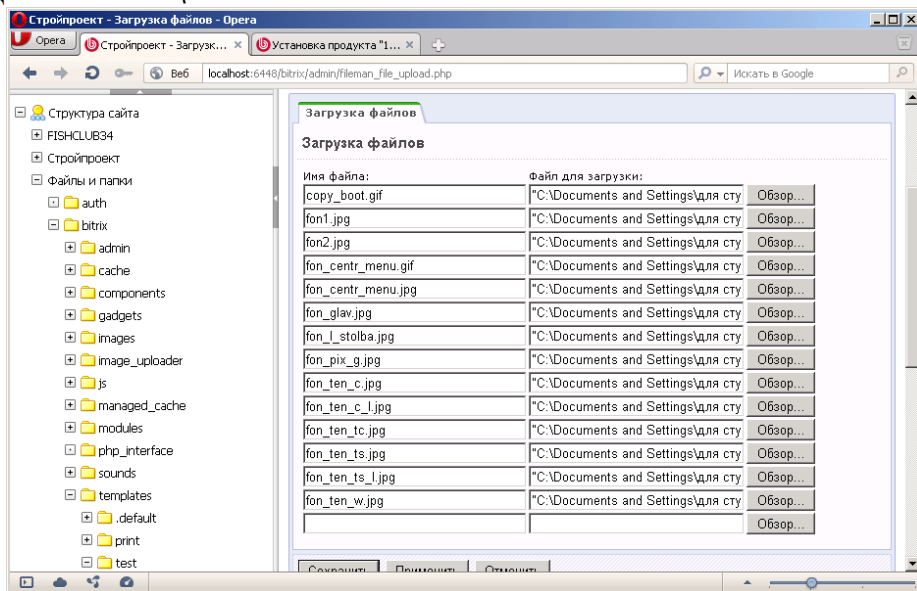 Стройпроект - Загрузка файлов - Opera
Opera
Стройпроект - Загрузк...
Установка продукта "1...
Веб
localhost:6448/bitrix/admin/fileman_file_upload.php
Искать в Google
Структура сайта
FISHCLUB34
Стройпроект
Файлы и папки
auth
bitrix
admin
cache
components
gadgets
images
image_uploader
js
managed_cache
modules
php_interface
sounds
templates
.default
print
test
Загрузка файлов
Загрузка файлов
Имя файла: Файл для загрузки:
copy_boot.gif "C:\Documents and Settings\для сту Обзор...
fon1.jpg "C:\Documents and Settings\для сту Обзор...
fon2.jpg "C:\Documents and Settings\для сту Обзор...
fon_centr_menu.gif "C:\Documents and Settings\для сту Обзор...
fon_centr_menu.jpg "C:\Documents and Settings\для сту Обзор...
fon_glav.jpg "C:\Documents and Settings\для сту Обзор...
fon_l_stolba.jpg "C:\Documents and Settings\для сту Обзор...
fon_pix_g.jpg "C:\Documents and Settings\для сту Обзор...
fon_ten_c.jpg "C:\Documents and Settings\для сту Обзор...
fon_ten_c_l.jpg "C:\Documents and Settings\для сту Обзор...
fon_ten_tc.jpg "C:\Documents and Settings\для сту Обзор...
fon_ten_ts.jpg "C:\Documents and Settings\для сту Обзор...
fon_ten_ts_l.jpg "C:\Documents and Settings\для сту Обзор...
fon_ten_w.jpg "C:\Documents and Settings\для сту Обзор...
Обзор...
Сохранить Применить Отменить